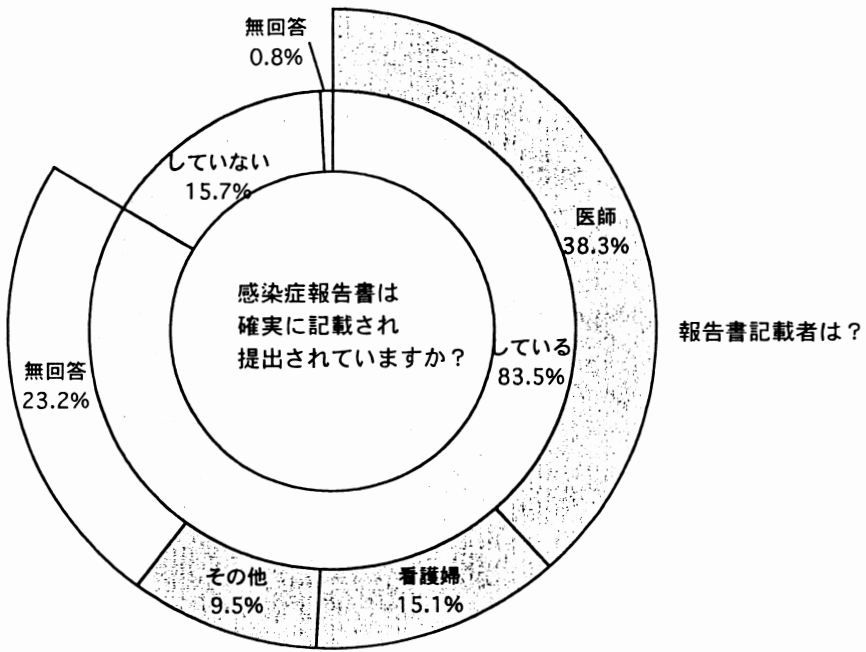 無回答
0.8%
していない
15.7%
医師
38.3%
感染症報告書は
確実に記載され
提出されていますか？
報告書記載者は？
している
83.5%
無回答
23.2%
その他
9.5%
看護婦
15.1%